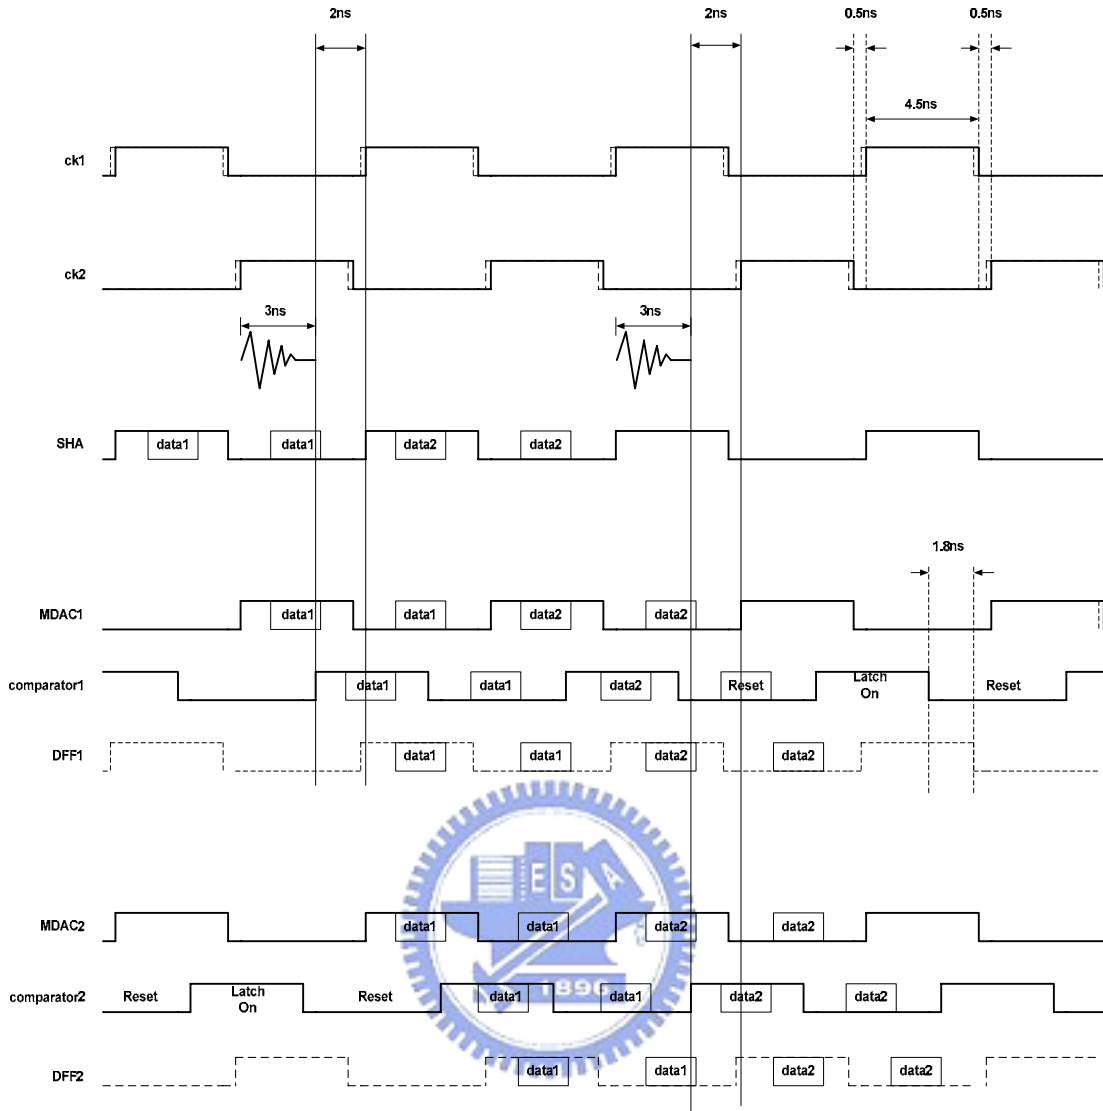 2ns 2ns 0.5ns 0.5ns
4.5ns
ck1
ck2
3ns 3ns
SHA data1 data1 data2 data2
1.8ns
MDAC1 data1 data1 data2 data2
comparator1 data1 data1 data2 Reset Latch On Reset
DFF1 data1 data1 data2 data2
E S A
MDAC2 data1 data1 data2 data2
comparator2 Reset Latch On Reset data1 data1 data2 data2
1896
DFF2 data1 data1 data2 data2